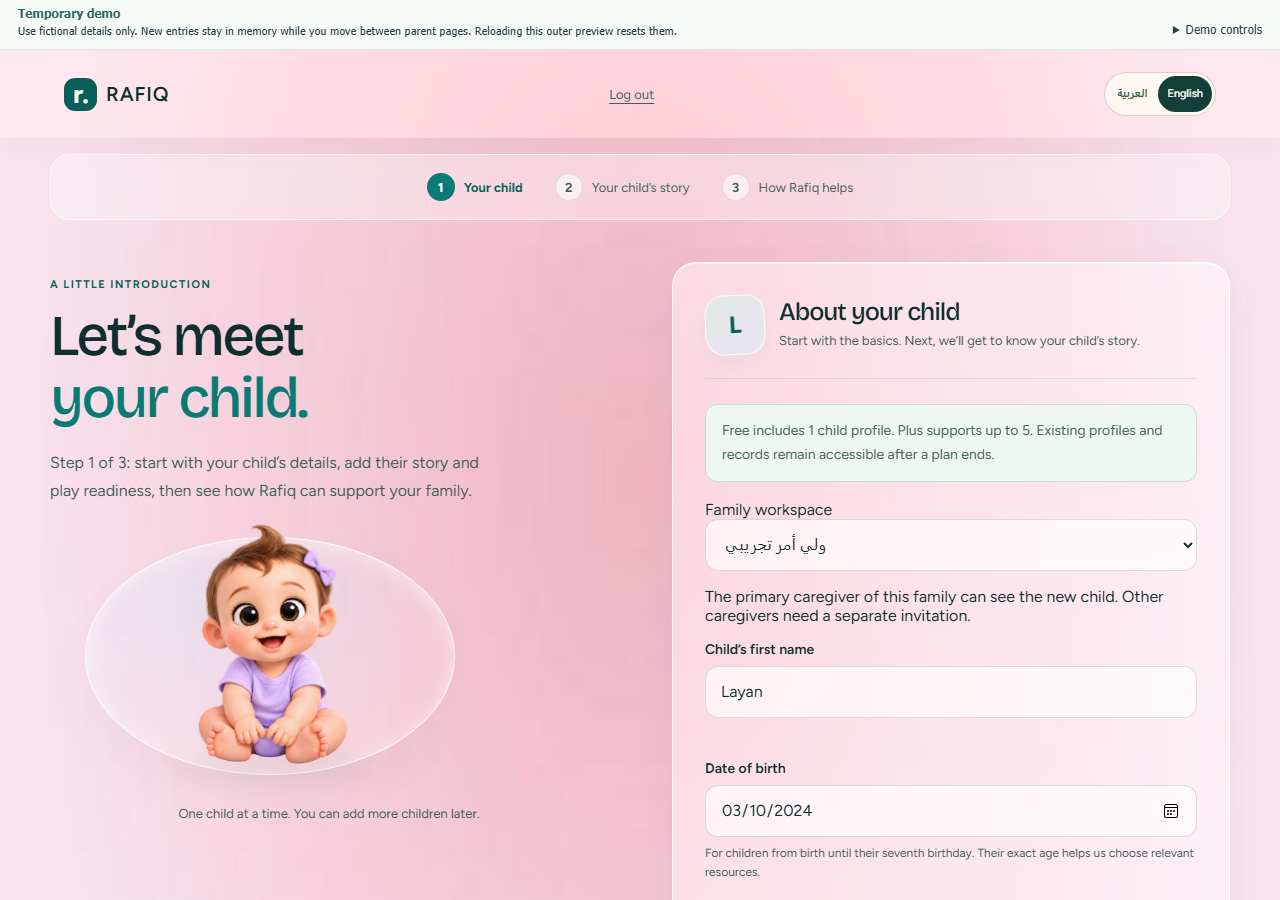 Temporary demo
Use fictional details only. New entries stay in memory while you move between parent pages. Reloading this outer preview resets them.
Demo controls
r. RAFIQ
Log out
العربية
English
1 Your child
2 Your child’s story
3 How Rafiq helps
A LITTLE INTRODUCTION
Let’s meet
your child.
Step 1 of 3: start with your child’s details, add their story and
play readiness, then see how Rafiq can support your family.
One child at a time. You can add more children later.
L
About your child
Start with the basics. Next, we’ll get to know your child’s story.
Free includes 1 child profile. Plus supports up to 5. Existing profiles and
records remain accessible after a plan ends.
Family workspace
ولي أمر تجريبي
The primary caregiver of this family can see the new child. Other
caregivers need a separate invitation.
Child’s first name
Layan
Date of birth
03/10/2024
For children from birth until their seventh birthday. Their exact age helps us choose relevant
resources.